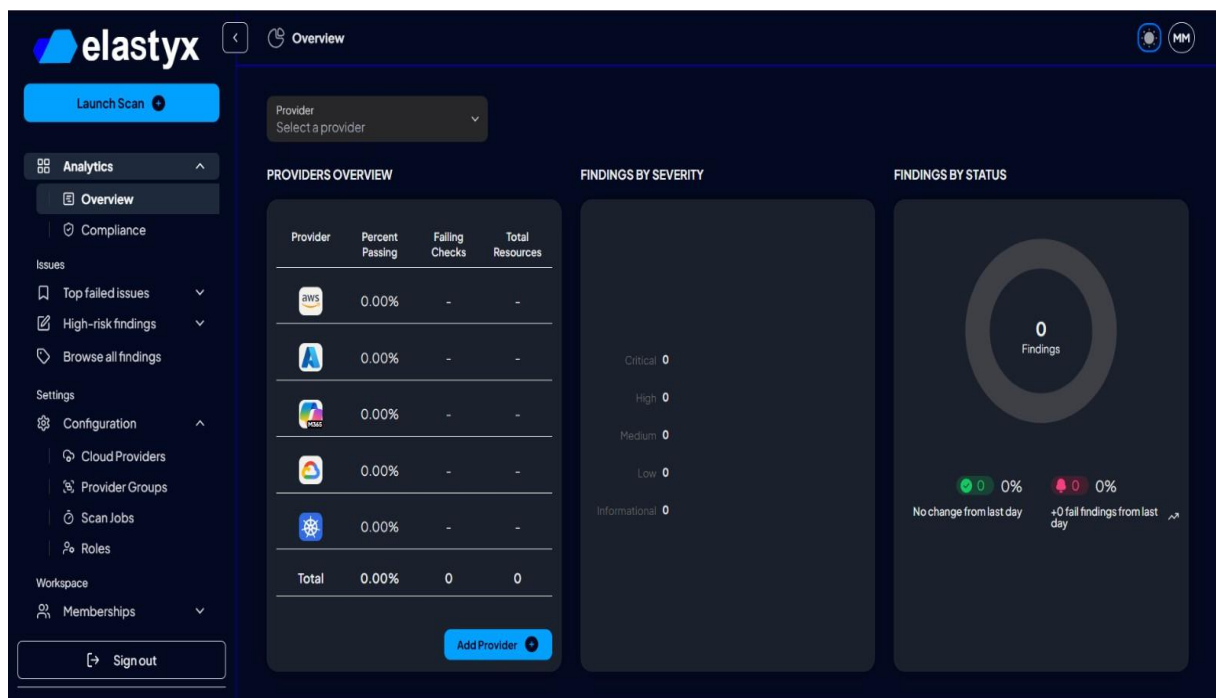 elastyx
Overview
MM
Launch Scan
Provider
Select a provider
Analytics
Overview
Compliance
Issues
Top failed issues
High-risk findings
Browse all findings
Settings
Configuration
Cloud Providers
Provider Groups
Scan Jobs
Roles
Workspace
Memberships
Sign out
PROVIDERS OVERVIEW
Provider Percent Passing Failing Checks Total Resources
aws 0.00% - -
0.00% - -
M365 0.00% - -
0.00% - -
0.00% - -
Total 0.00% 0 0
Add Provider
FINDINGS BY SEVERITY
Critical 0
High 0
Medium 0
Low 0
Informational 0
FINDINGS BY STATUS
0
Findings
0 0%
No change from last day
0 0%
+0 fail findings from last
day